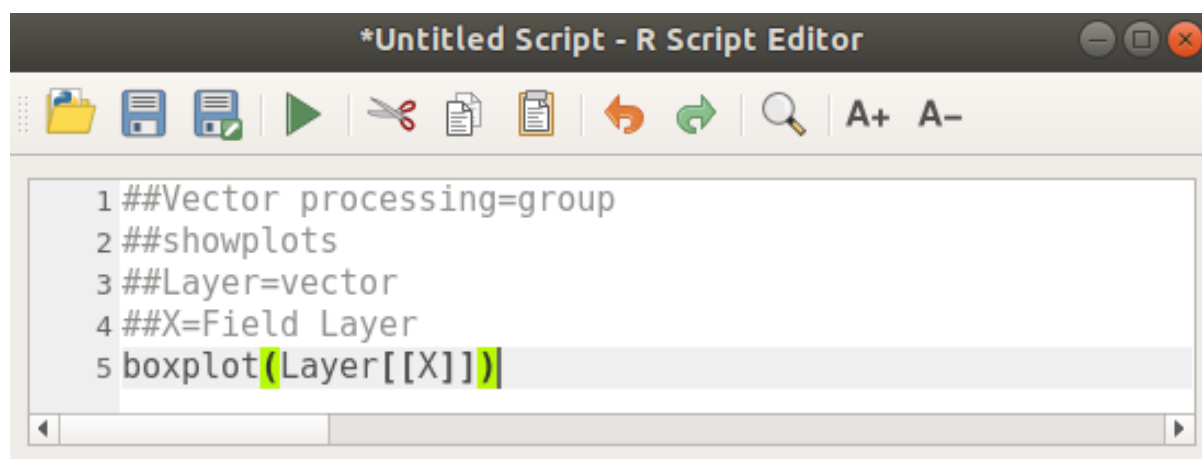 *Untitled Script - R Script Editor
A+ A-
1 ##Vector processing=group
2 ##showplots
3 ##Layer=vector
4 ##X=Field Layer
5 boxplot(Layer[[X]])